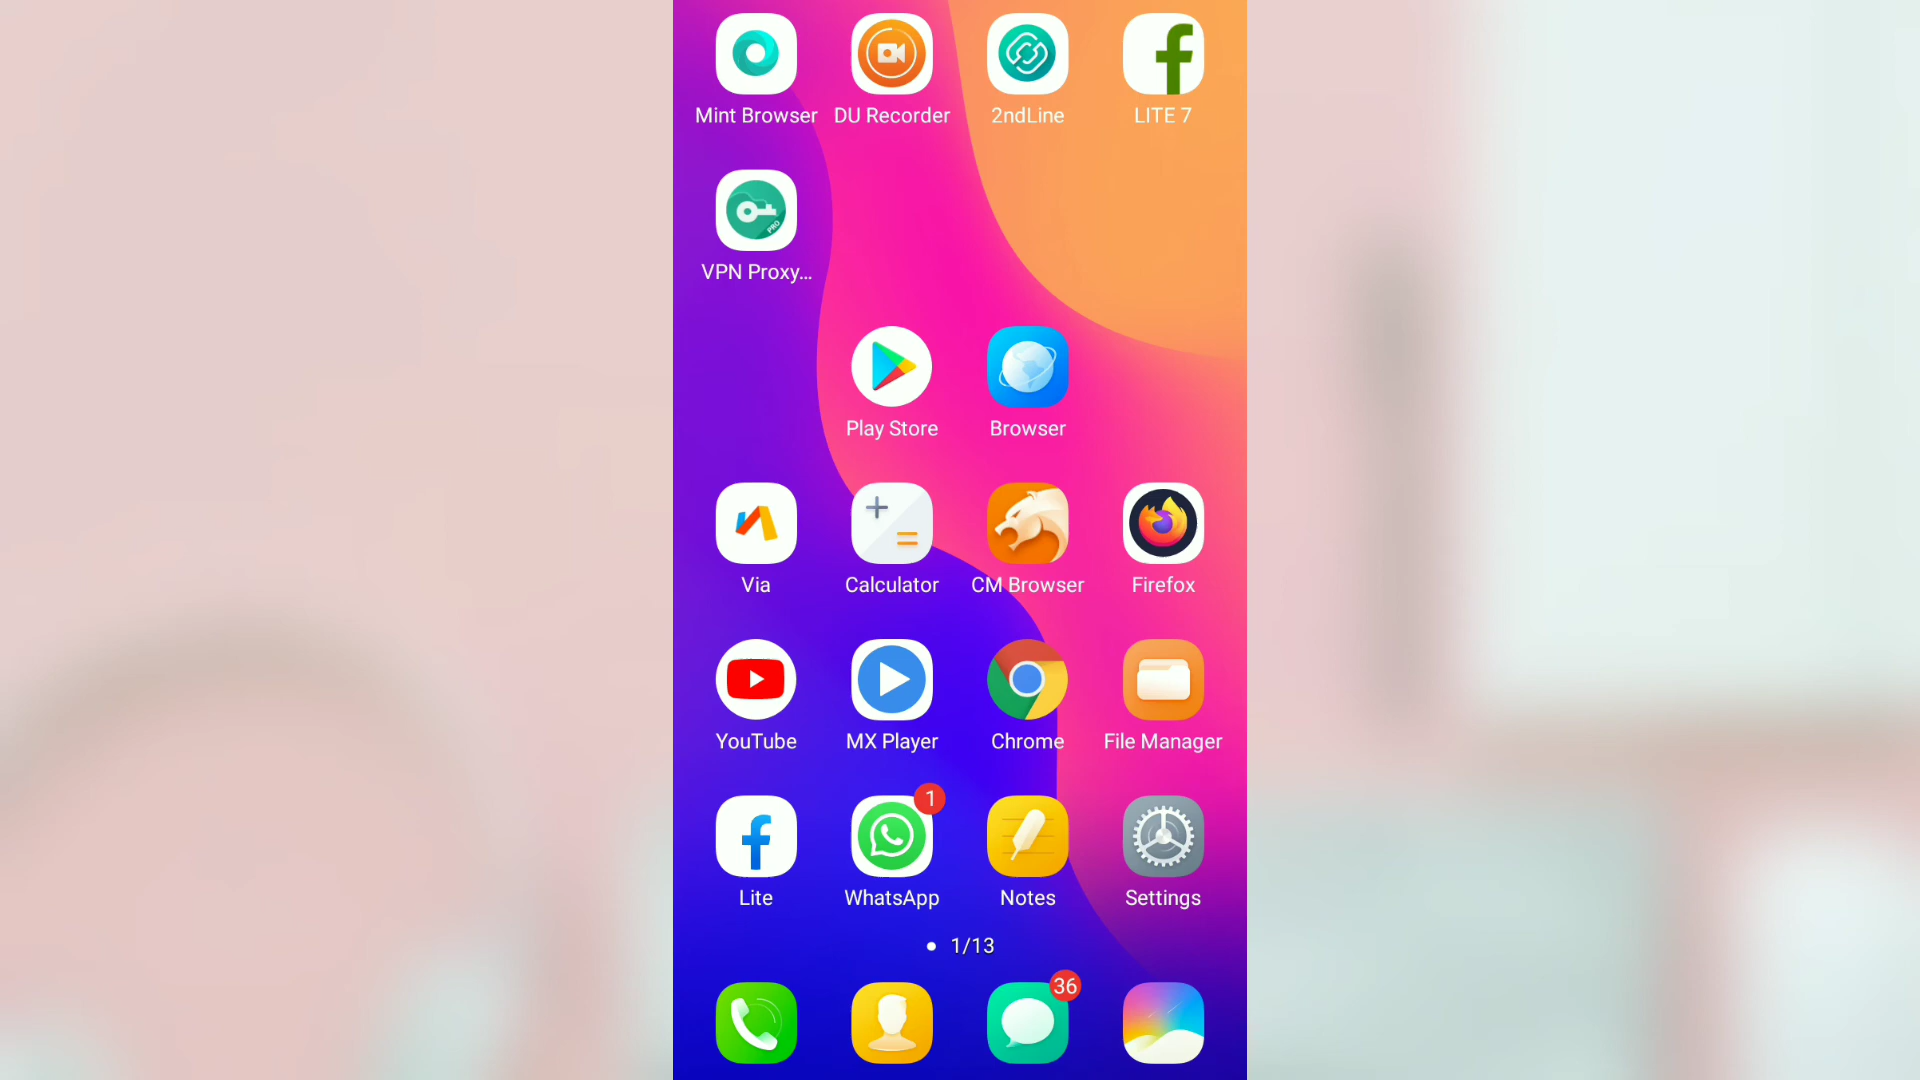 Mint Browser DU Recorder 2ndLine LITE 7
PRO
VPN Proxy...
Play Store Browser
Via Calculator CM Browser Firefox
YouTube MX Player Chrome File Manager
1
Lite WhatsApp Notes Settings
1/13
36